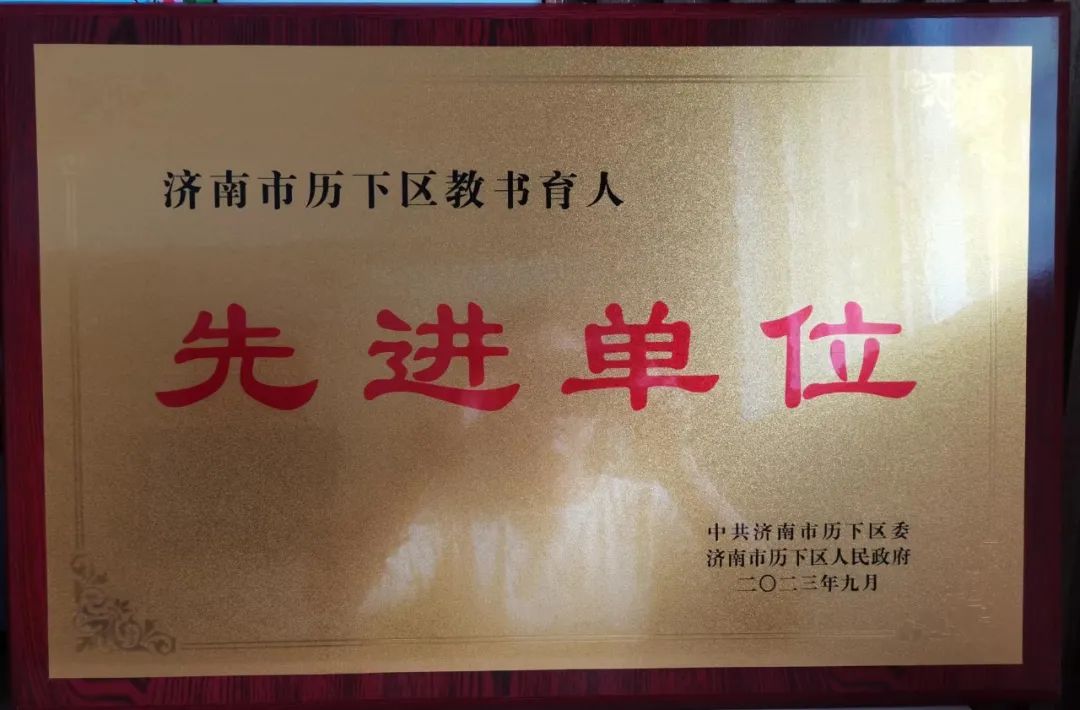 济南市历下区教书育人
先进单位
中共济南市历下区委
济南市历下区人民政府
二〇二三年九月